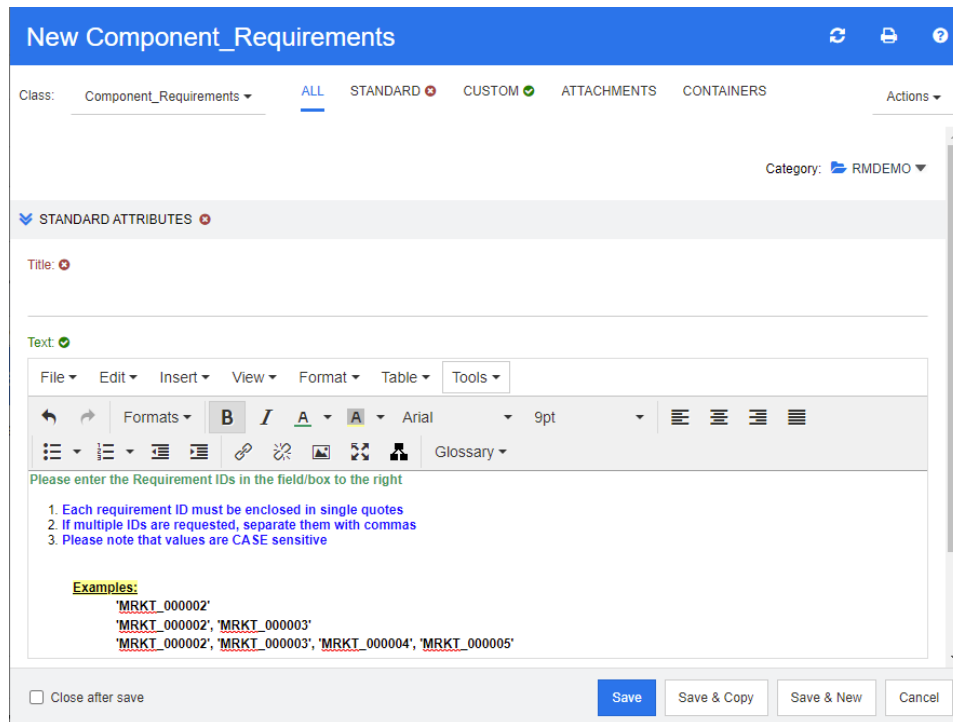 New Component_Requirements
Class: Component_Requirements ALL STANDARD CUSTOM ATTACHMENTS CONTAINERS Actions
Category: RMDEMO
STANDARD ATTRIBUTES
Title:
Text:
File Edit Insert View Format Table Tools
Formats B I A A Arial 9pt
Glossary
Please enter the Requirement IDs in the field/box to the right
1. Each requirement ID must be enclosed in single quotes
2. If multiple IDs are requested, separate them with commas
3. Please note that values are CASE sensitive
Examples:
'MRKT_000002'
'MRKT_000002', 'MRKT_000003'
'MRKT_000002', 'MRKT_000003', 'MRKT_000004', 'MRKT_000005'
Close after save Save Save & Copy Save & New Cancel